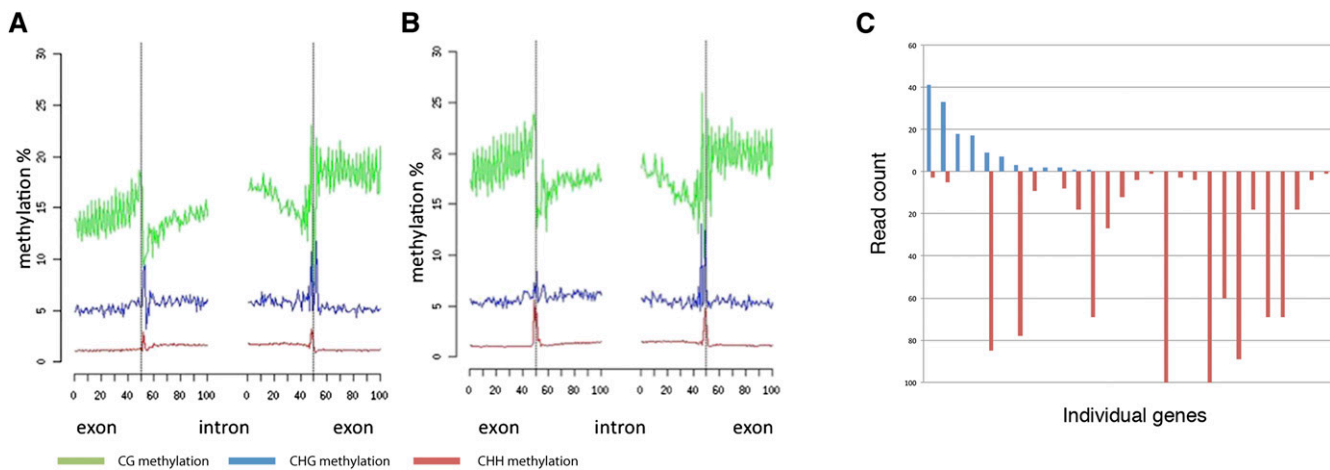 A
B
C
methylation %
30
25
20
15
10
5
0
0 20 40 60 80 100
0 20 40 60 80 100
exon intron exon
methylation %
30
25
20
15
10
5
0
0 20 40 60 80 100
0 20 40 60 80 100
exon intron exon
Read count
60
40
20
0
20
40
60
80
100
Individual genes
CG methylation CHG methylation CHH methylation